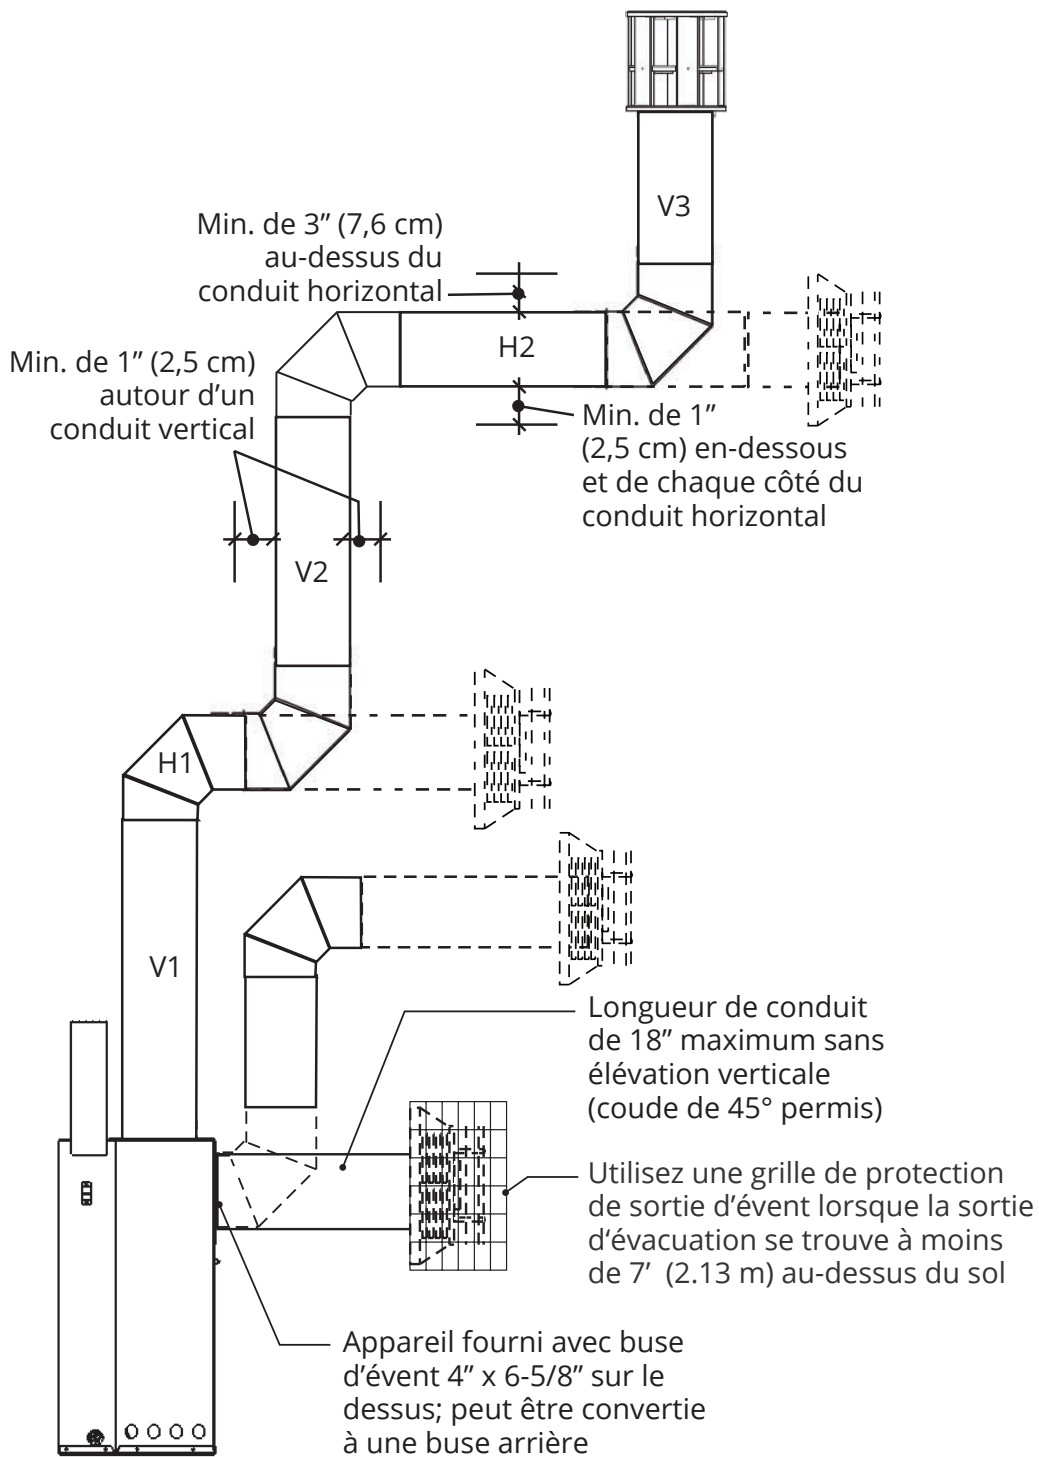 V3
Min. de 3” (7,6 cm)
au-dessus du
conduit horizontal
H2
Min. de 1” (2,5 cm)
autour d’un
conduit vertical
Min. de 1”
(2,5 cm) en-dessous
et de chaque côté du
conduit horizontal
V2
H1
V1
Longueur de conduit
de 18” maximum sans
élévation verticale
(coude de 45° permis)
Utilisez une grille de protection
de sortie d’évent lorsque la sortie
d‘évacuation se trouve à moins
de 7’ (2.13 m) au-dessus du sol
Appareil fourni avec buse
d’évent 4” x 6-5/8” sur le
dessus; peut être convertie
à une buse arrière